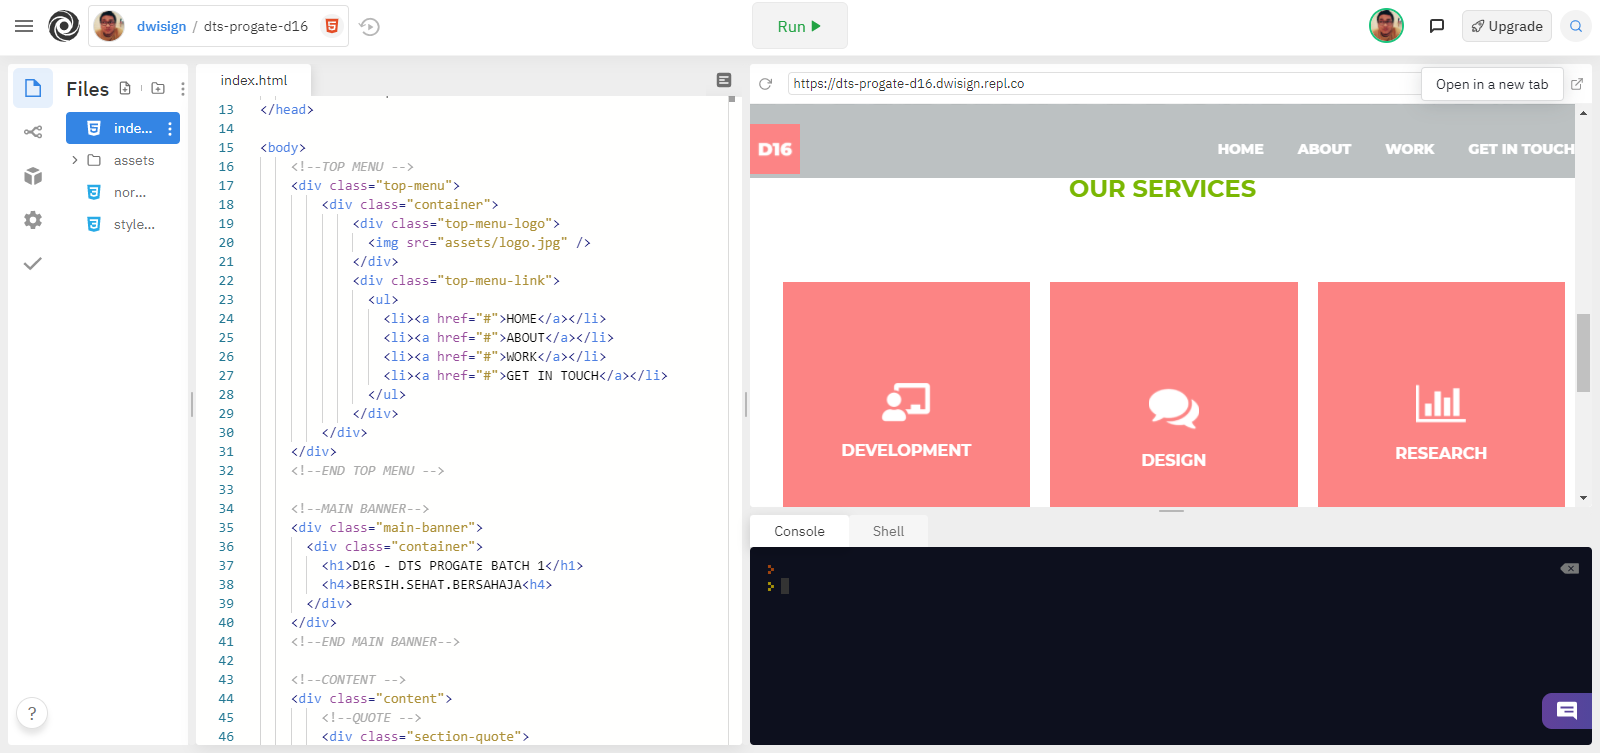 dwisign / dts-progate-d16
Run
Upgrade
Files
inde...
assets
nor...
style...
?
index.html
13 </head>
14
15 <body>
16 <!--TOP MENU -->
17 <div class="top-menu">
18 <div class="container">
19 <div class="top-menu-logo">
20 <img src="assets/logo.jpg" />
21 </div>
22 <div class="top-menu-link">
23 <ul>
24 <li><a href="#">HOME</a></li>
25 <li><a href="#">ABOUT</a></li>
26 <li><a href="#">WORK</a></li>
27 <li><a href="#">GET IN TOUCH</a></li>
28 </ul>
29 </div>
30 </div>
31 </div>
32 <!--END TOP MENU -->
33
34 <!--MAIN BANNER-->
35 <div class="main-banner">
36 <div class="container">
37 <h1>D16 - DTS PROGATE BATCH 1</h1>
38 <h4>BERSIH.SEHAT.BERSAHAJA<h4>
39 </div>
40 </div>
41 <!--END MAIN BANNER-->
42
43 <!--CONTENT -->
44 <div class="content">
45 <!--QUOTE -->
46 <div class="section-quote">
https://dts-progate-d16.dwisign.repl.co
Open in a new tab
D16
HOME ABOUT WORK GET IN TOUCH
OUR SERVICES
DEVELOPMENT
DESIGN
RESEARCH
Console Shell
>
>